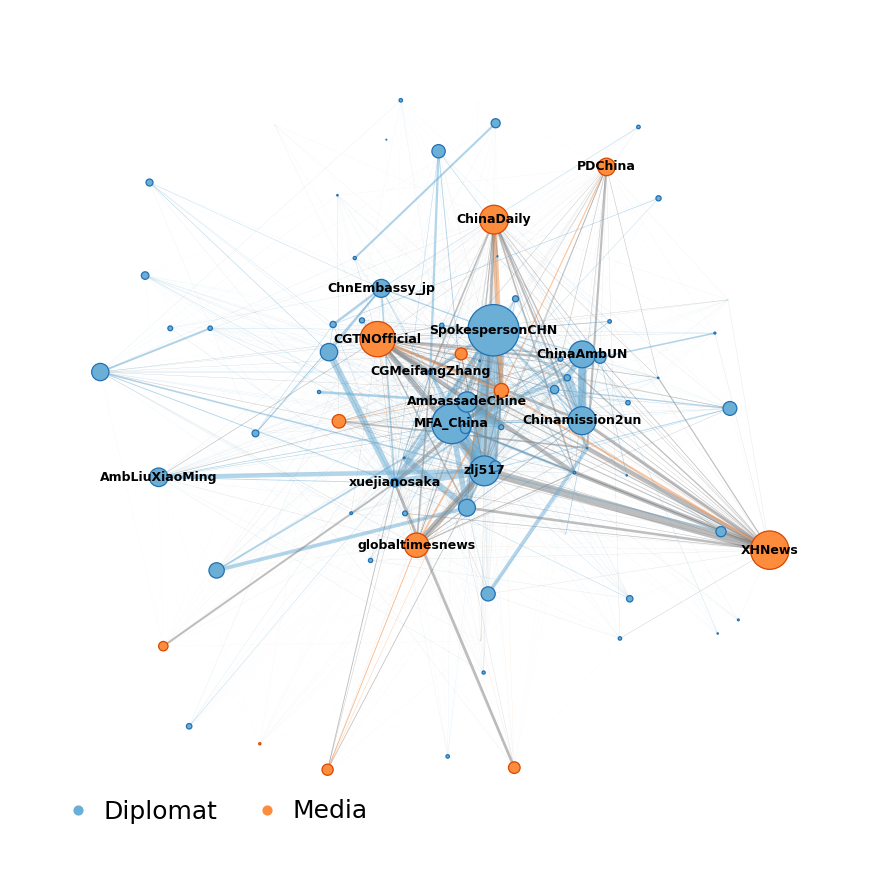 PDChina
ChinaDaily
ChnEmbassy_jp
SpokespersonCHN
CGTNOfficial
ChinaAmbUN
CGMeifangZhang
AmbassadeChine
MFA_China
Chinamission2un
zlj517
AmbLiuXiaoMing
xuejianosaka
globaltimesnews
XHNews
Diplomat
Media